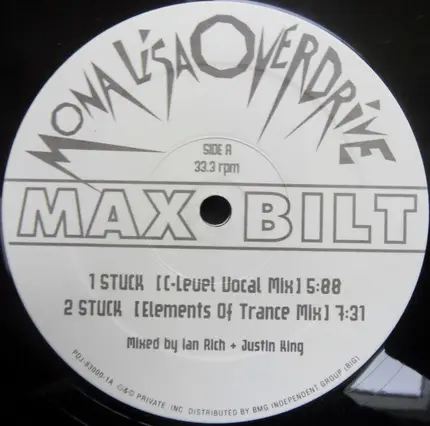 MONA LISA OVERDRIVE
SIDE A
33.3 rpm
MAX BILT
1 STUCK [C-Level Vocal Mix] 5:00
2 STUCK [Elements Of Trance Mix] 7:31
Mixed by Ian Rich + Justin King
PDJ-83000-1A ℗&© PRIVATE INC. DISTRIBUTED BY BMG INDEPENDENT GROUP (BIG)